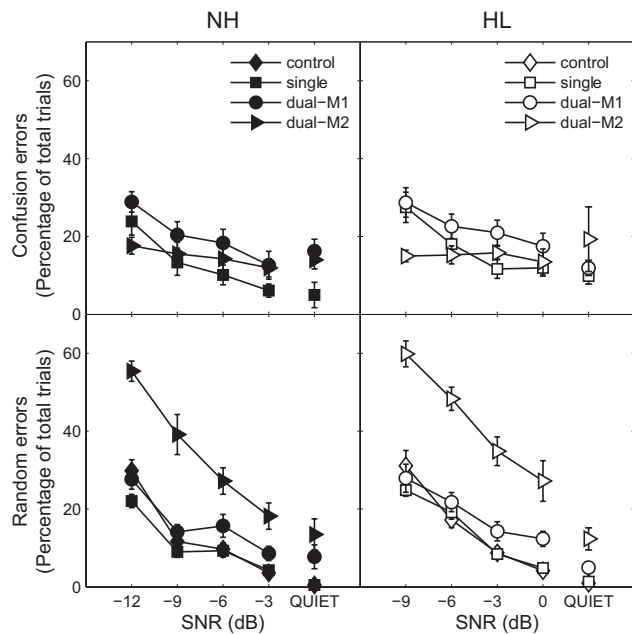 NH
HL
60
40
20
0
Confusion errors
(Percentage of total trials)
control
single
dual−M1
dual−M2
control
single
dual−M1
dual−M2
60
40
20
0
Random errors
(Percentage of total trials)
−12 −9 −6 −3 QUIET
SNR (dB)
−9 −6 −3 0 QUIET
SNR (dB)